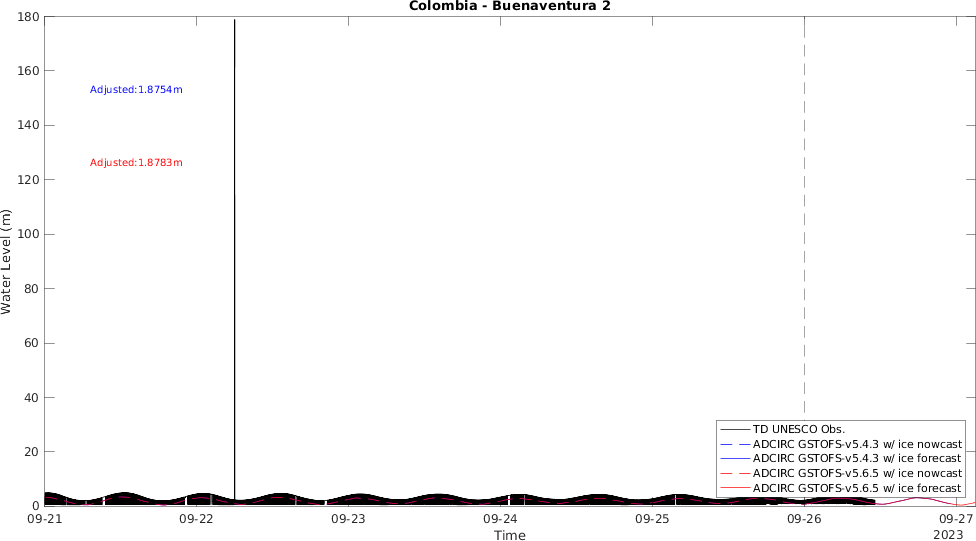 Colombia - Buenaventura 2
180
160
140
120
100
80
60
40
20
0
Water Level (m)
Adjusted:1.8754m
Adjusted:1.8783m
TD UNESCO Obs.
ADCIRC GSTOFS-v5.4.3 w/ ice nowcast
ADCIRC GSTOFS-v5.4.3 w/ ice forecast
ADCIRC GSTOFS-v5.6.5 w/ ice nowcast
ADCIRC GSTOFS-v5.6.5 w/ ice forecast
09-21 09-22 09-23 09-24 09-25 09-26 09-27
Time
2023